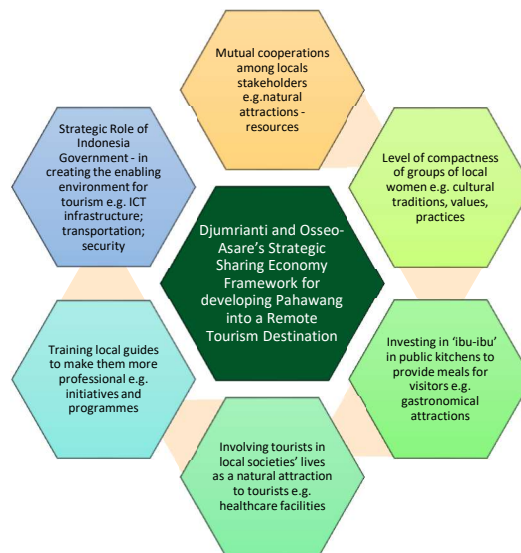 Mutual cooperations
among locals
stakeholders
e.g.natural
attractions -
resources
Strategic Role of
Indonesia
Government - in
creating the enabling
environment for
tourism e.g. ICT
infrastructure;
transportation;
security
Level of compactness
of groups of local
women e.g. cultural
traditions, values,
practices
Djumrianti and Osseo-
Asare's Strategic
Sharing Economy
Framework for
developing Pahawang
into a Remote
Tourism Destination
Training local guides
to make them more
professional e.g.
initiatives and
programmes
Investing in ‘ibu-ibu’
in public kitchens to
provide meals for
visitors e.g.
gastronomical
attractions
Involving tourists in
local societies’ lives
as a natural attraction
to tourists e.g.
healthcare facilities